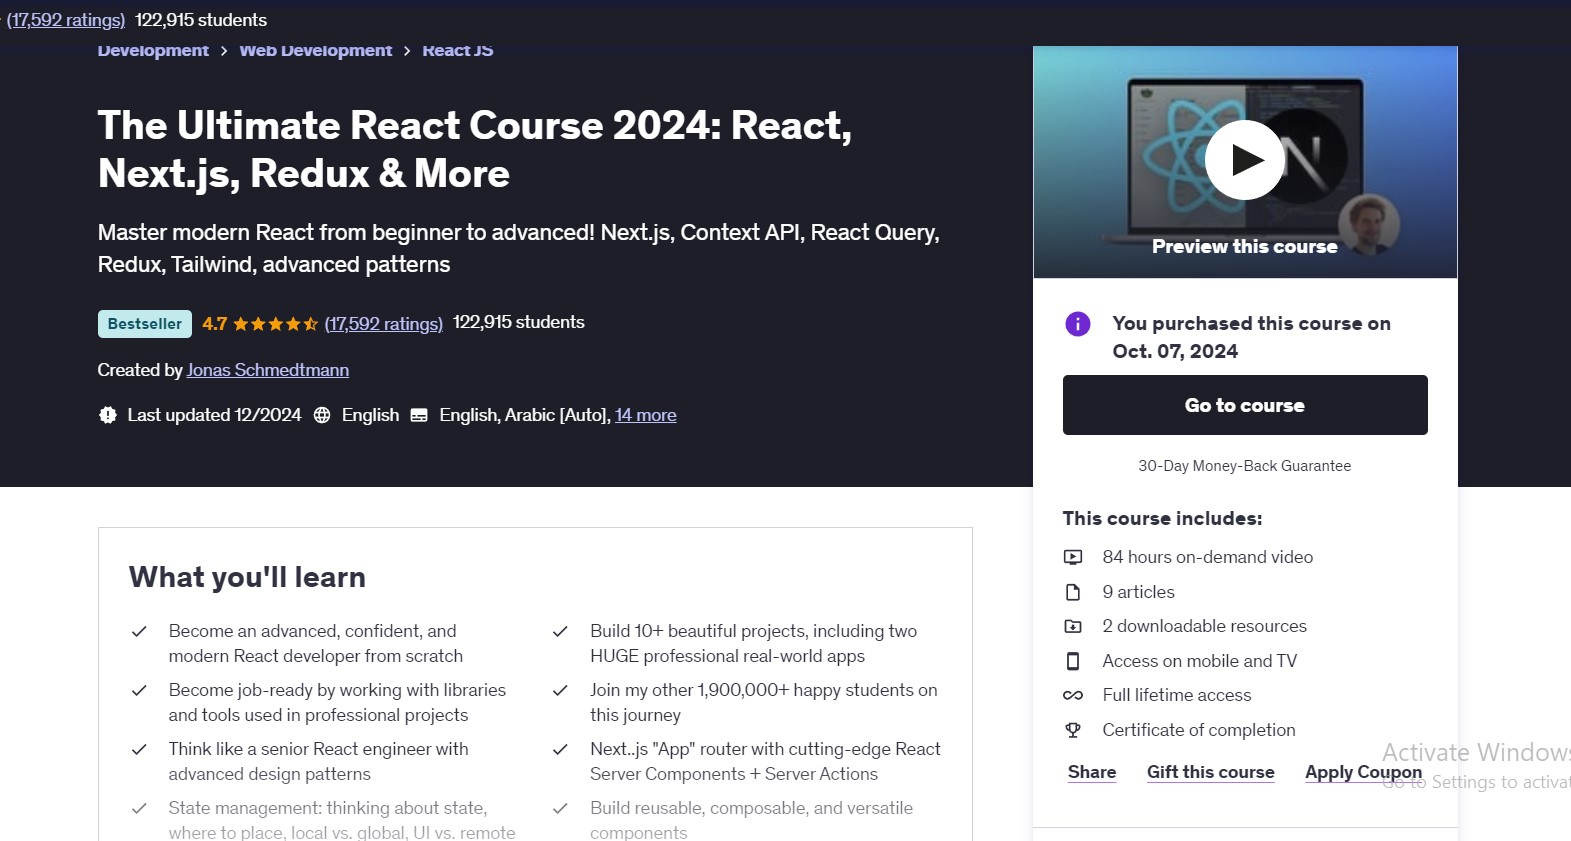 (17,592 ratings) 122,915 students
Development > Web Development > React JS
The Ultimate React Course 2024: React,
Next.js, Redux & More
Master modern React from beginner to advanced! Next.js, Context API, React Query,
Redux, Tailwind, advanced patterns
Bestseller 4.7 (17,592 ratings) 122,915 students
Created by Jonas Schmedtmann
Last updated 12/2024 English English, Arabic [Auto], 14 more
Preview this course
You purchased this course on
Oct. 07, 2024
Go to course
30-Day Money-Back Guarantee
This course includes:
84 hours on-demand video
9 articles
2 downloadable resources
Access on mobile and TV
Full lifetime access
Certificate of completion
Share Gift this course Apply Coupon
What you'll learn
Become an advanced, confident, and
modern React developer from scratch
Build 10+ beautiful projects, including two
HUGE professional real-world apps
Become job-ready by working with libraries
and tools used in professional projects
Join my other 1,900,000+ happy students on
this journey
Think like a senior React engineer with
advanced design patterns
Next..js "App" router with cutting-edge React
Server Components + Server Actions
State management: thinking about state,
where to place, local vs. global, UI vs. remote
Build reusable, composable, and versatile
components
Activate Windows
Go to Settings to activat